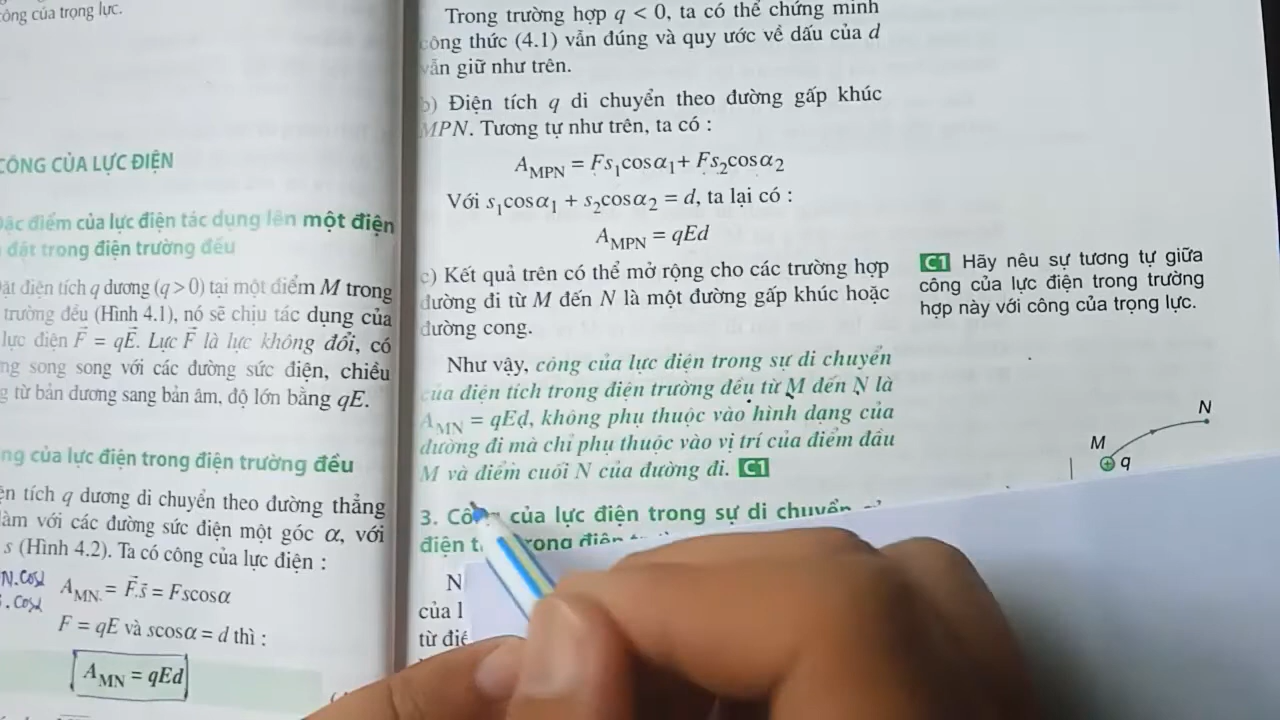 công của trọng lực.
CÔNG CỦA LỰC ĐIỆN
Đặc điểm của lực điện tác dụng lên một điện
đặt trong điện trường đều
Đặt điện tích q dương (q > 0) tại một điểm M trong
trường đều (Hình 4.1), nó sẽ chịu tác dụng của
lực điện F⃗ = qE⃗. Lực F⃗ là lực không đổi, có
song song với các đường sức điện, chiều
từ bản dương sang bản âm, độ lớn bằng qE.
của lực điện trong điện trường đều
tích q dương di chuyển theo đường thẳng
làm với các đường sức điện một góc α, với
s (Hình 4.2). Ta có công của lực điện :
N.Cosα
.Cosα
A_MN = F⃗.s⃗ = Fscosα
F = qE và scosα = d thì :
A_MN = qEd
Trong trường hợp q < 0, ta có thể chứng minh
công thức (4.1) vẫn đúng và quy ước về dấu của d
vẫn giữ như trên.
b) Điện tích q di chuyển theo đường gấp khúc
MPN. Tương tự như trên, ta có :
A_MPN = Fs₁cosα₁ + Fs₂cosα₂
Với s₁cosα₁ + s₂cosα₂ = d, ta lại có :
A_MPN = qEd
c) Kết quả trên có thể mở rộng cho các trường hợp
đường đi từ M đến N là một đường gấp khúc hoặc
đường cong.
Như vậy, công của lực điện trong sự di chuyển
của điện tích trong điện trường đều từ M đến N là
A_MN = qEd, không phụ thuộc vào hình dạng của
đường đi mà chỉ phụ thuộc vào vị trí của điểm đầu
M và điểm cuối N của đường đi. C1
3. Công của lực điện trong sự di chuyển
điện trong
N
của l
từ
C1 Hãy nêu sự tương tự giữa
công của lực điện trong trường
hợp này với công của trọng lực.
N
M
q